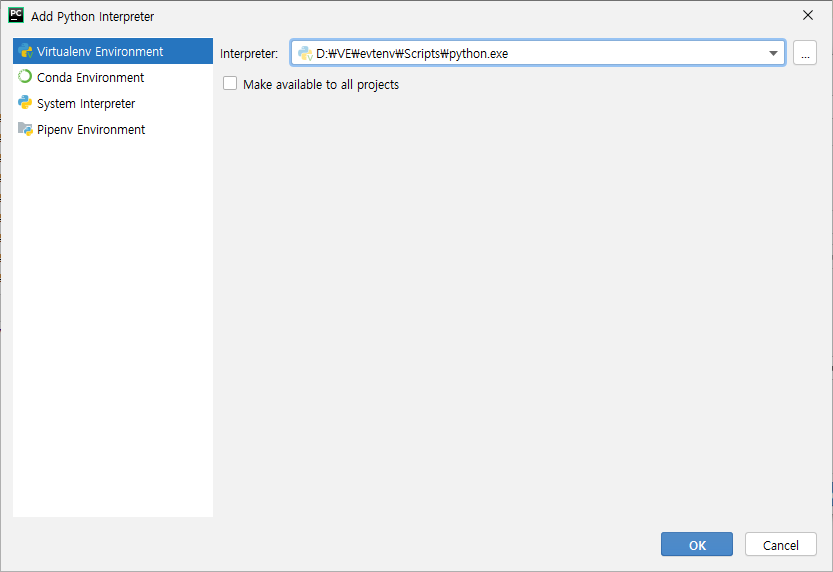 PC Add Python Interpreter
Virtualenv Environment
Conda Environment
System Interpreter
Pipenv Environment
Interpreter: D:₩VE₩evtenv₩Scripts₩python.exe ...
Make available to all projects
OK Cancel